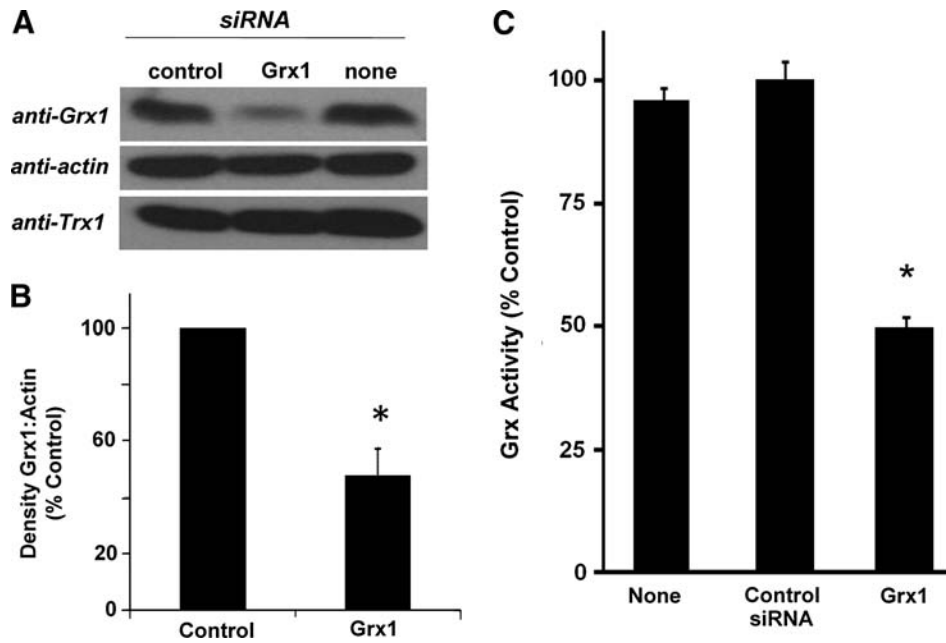 A
siRNA
control Grx1 none
anti-Grx1
anti-actin
anti-Trx1
B
Density Grx1:Actin
(% Control)
100
60
20
0
Control Grx1
*
C
Grx Activity (% Control)
100
75
50
25
0
*
None Control siRNA Grx1